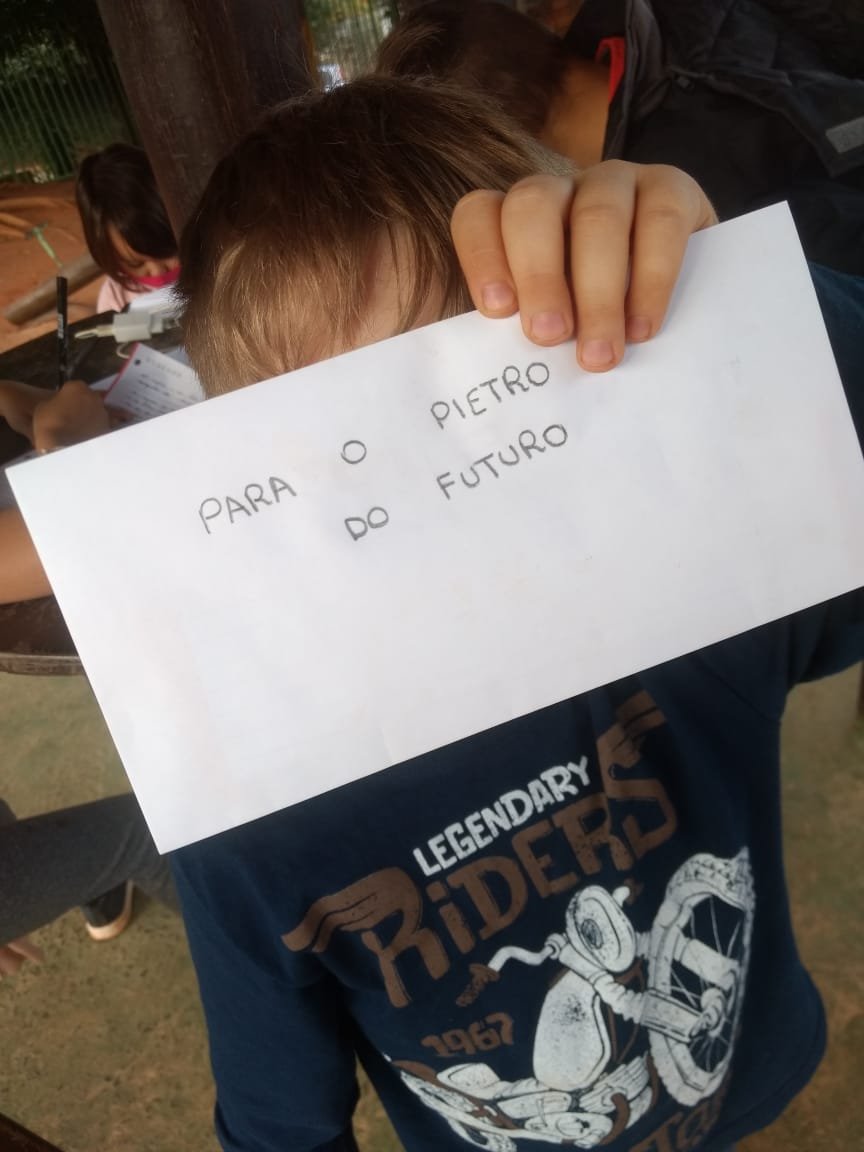 PARA O PIETRO
DO FUTURO
LEGENDARY
RIDERS
1967